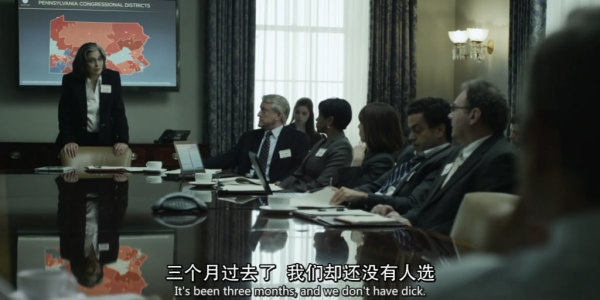 PENNSYLVANIA CONGRESSIONAL DISTRICTS
三个月过去了 我们却还没有人选
It's been three months, and we don't have dick.